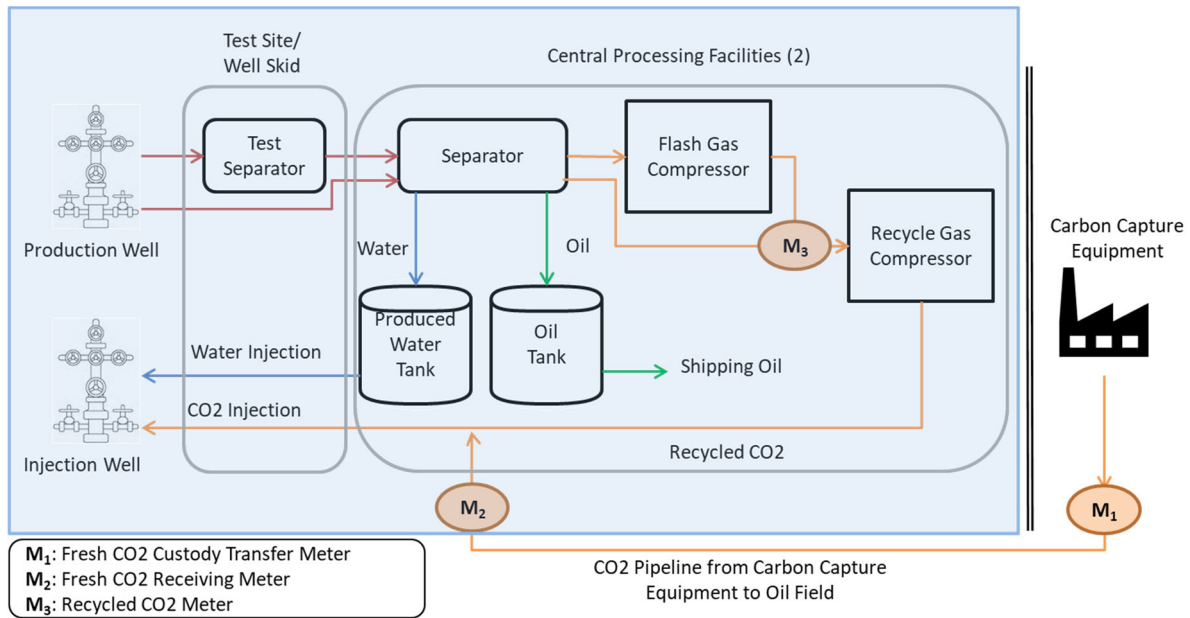 Test Site/
Well Skid
Central Processing Facilities (2)
Test
Separator
Separator
Flash Gas
Compressor
Production Well
Water
Oil
M₃
Recycle Gas
Compressor
Carbon Capture
Equipment
Produced
Water
Tank
Oil
Tank
Water Injection
Shipping Oil
CO2 Injection
Injection Well
Recycled CO2
M₂
M₁
M₁: Fresh CO2 Custody Transfer Meter
M₂: Fresh CO2 Receiving Meter
M₃: Recycled CO2 Meter
CO2 Pipeline from Carbon Capture
Equipment to Oil Field